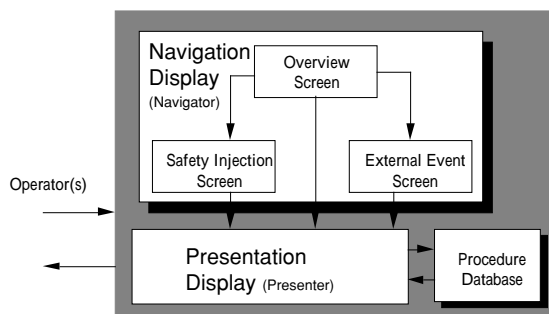 Navigation
Display
(Navigator)
Overview
Screen
Safety Injection
Screen
External Event
Screen
Operator(s)
Presentation
Display (Presenter)
Procedure
Database